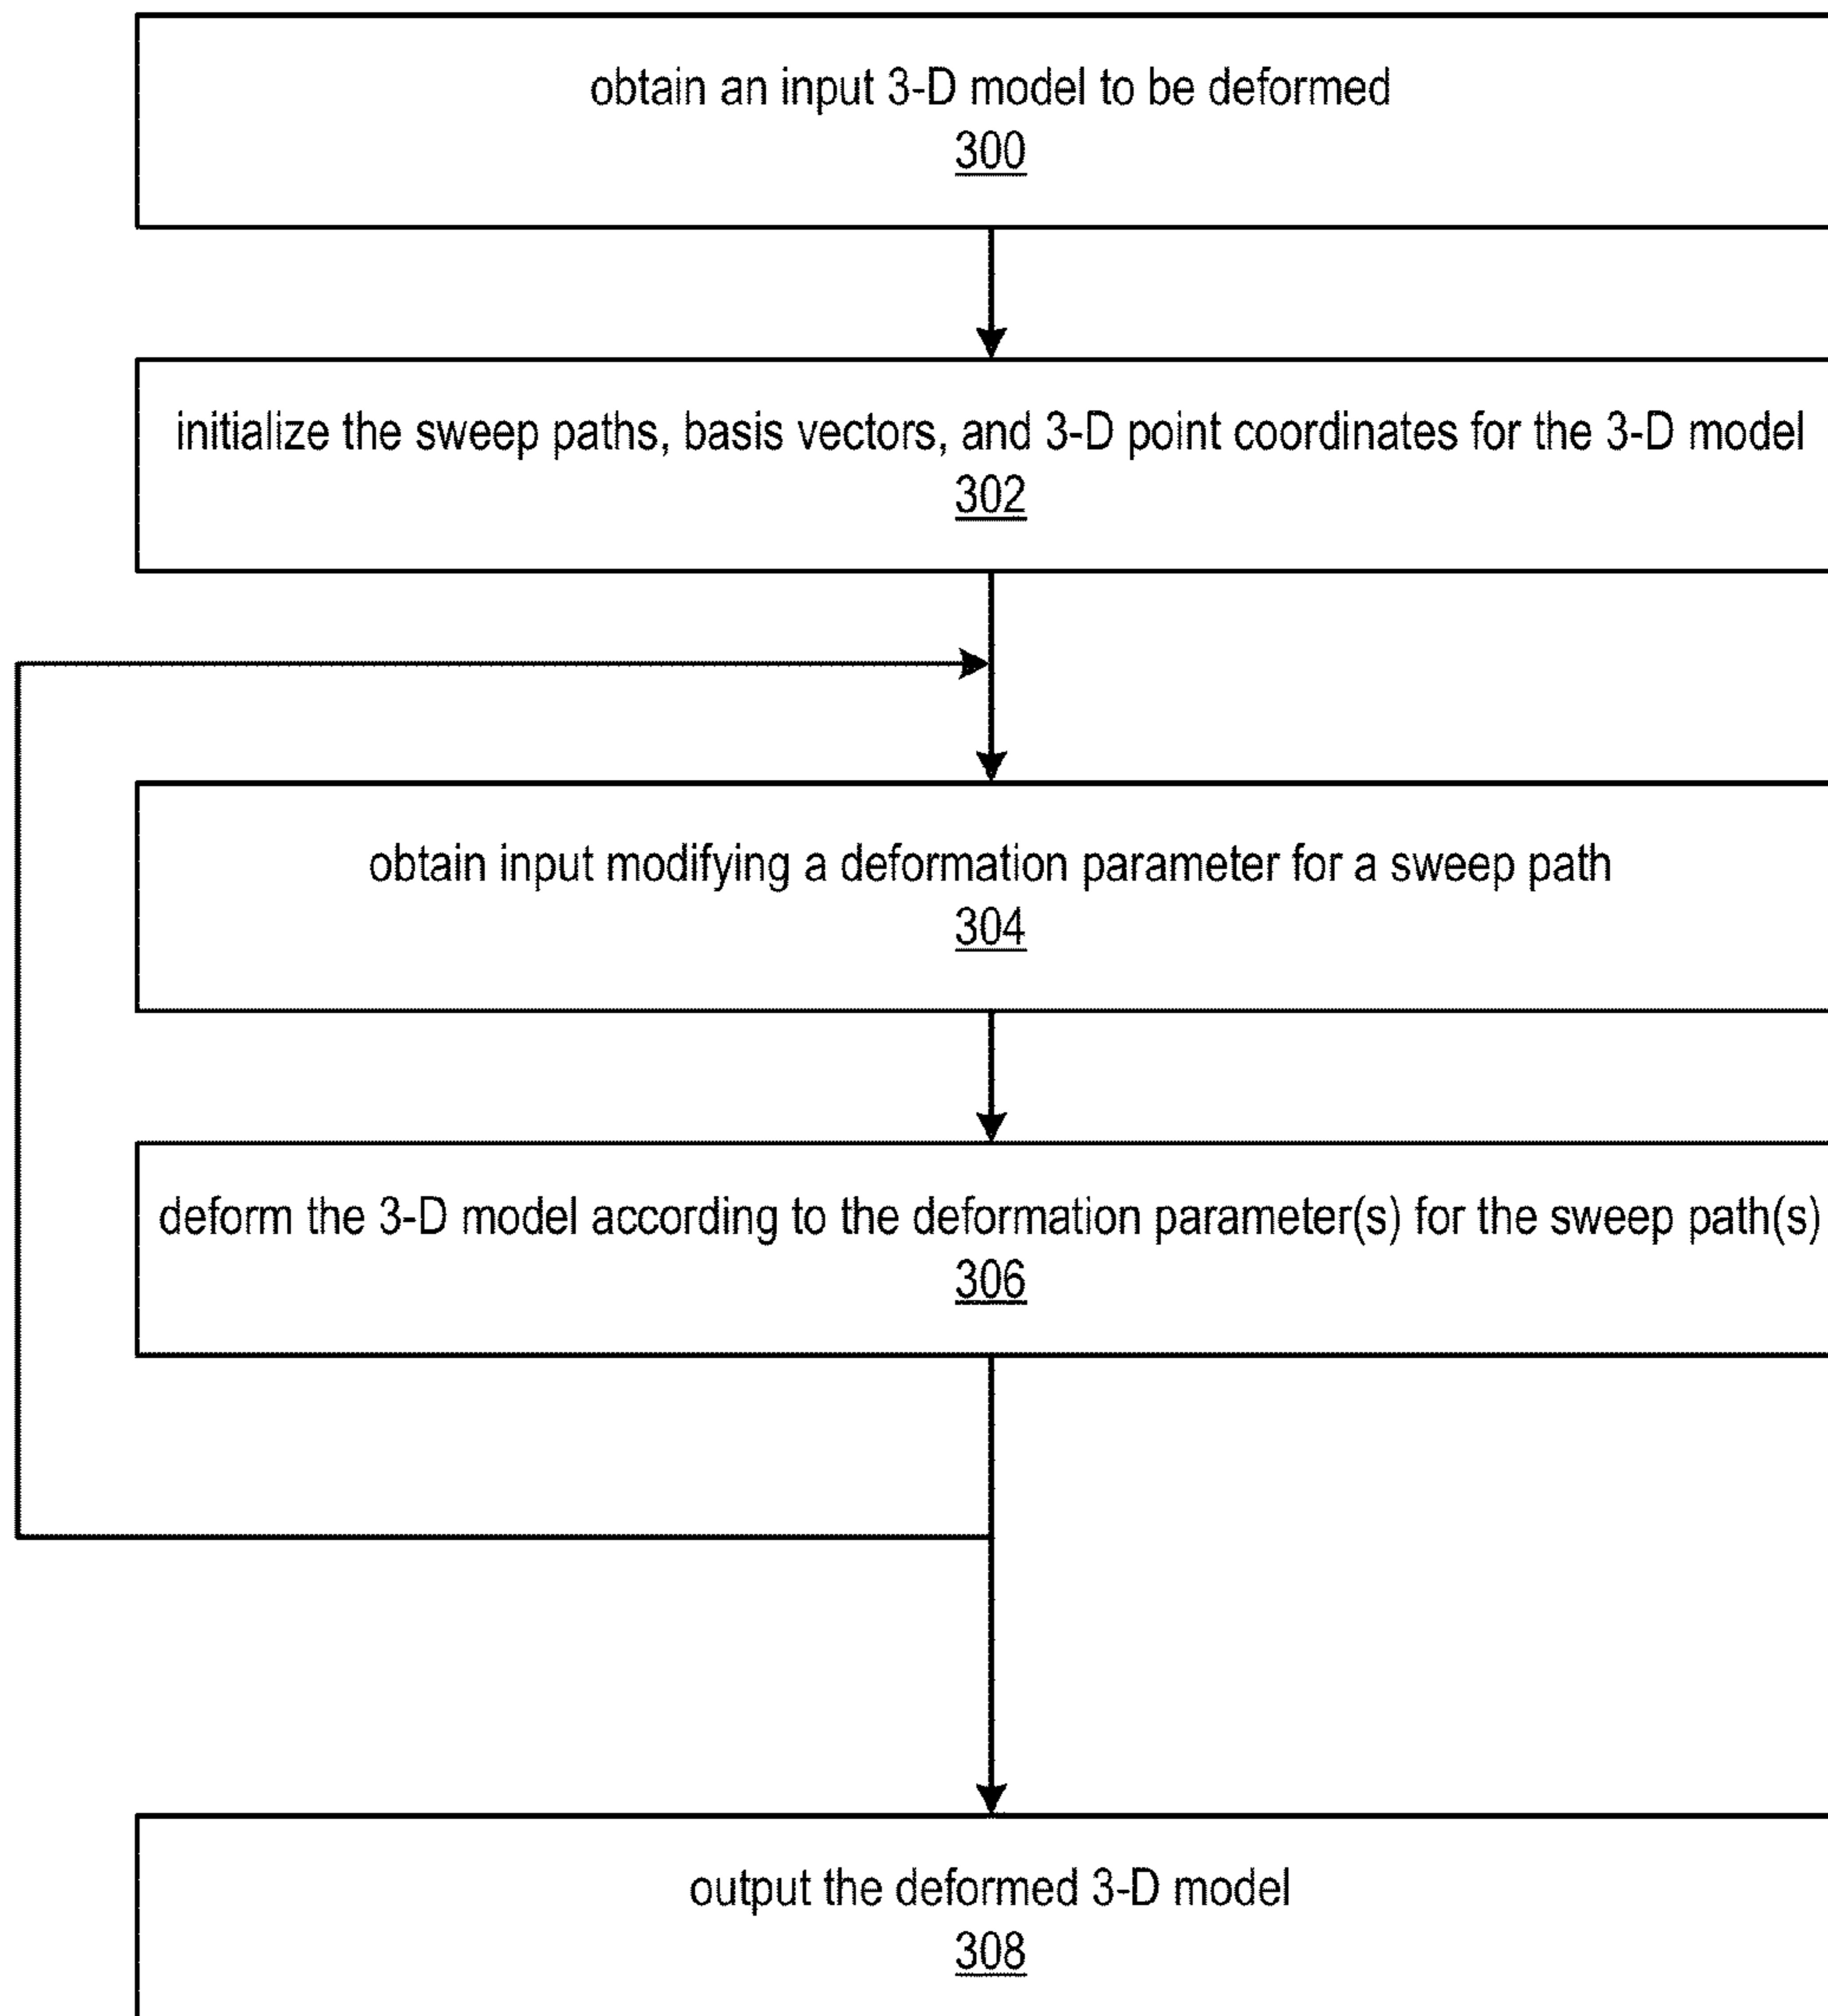 obtain an input 3-D model to be deformed
300
initialize the sweep paths, basis vectors, and 3-D point coordinates for the 3-D model
302
obtain input modifying a deformation parameter for a sweep path
304
deform the 3-D model according to the deformation parameter(s) for the sweep path(s)
306
output the deformed 3-D model
308